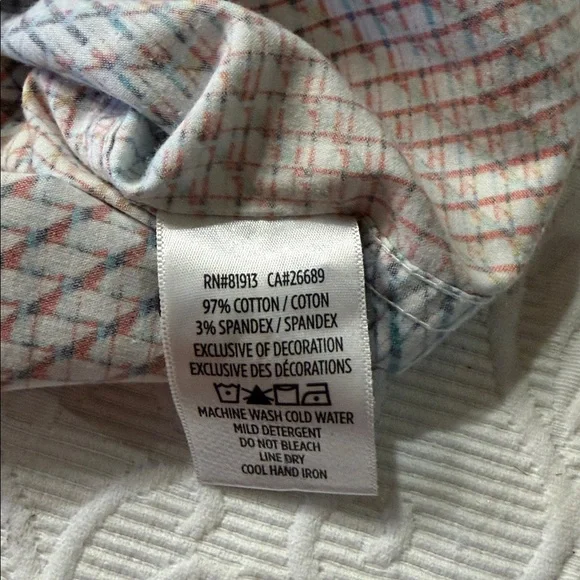 RN#81913 CA#26689
97% COTTON / COTON
3% SPANDEX / SPANDEX
EXCLUSIVE OF DECORATION
EXCLUSIVE DES DÉCORATIONS
MACHINE WASH COLD WATER
MILD DETERGENT
DO NOT BLEACH
LINE DRY
COOL HAND IRON